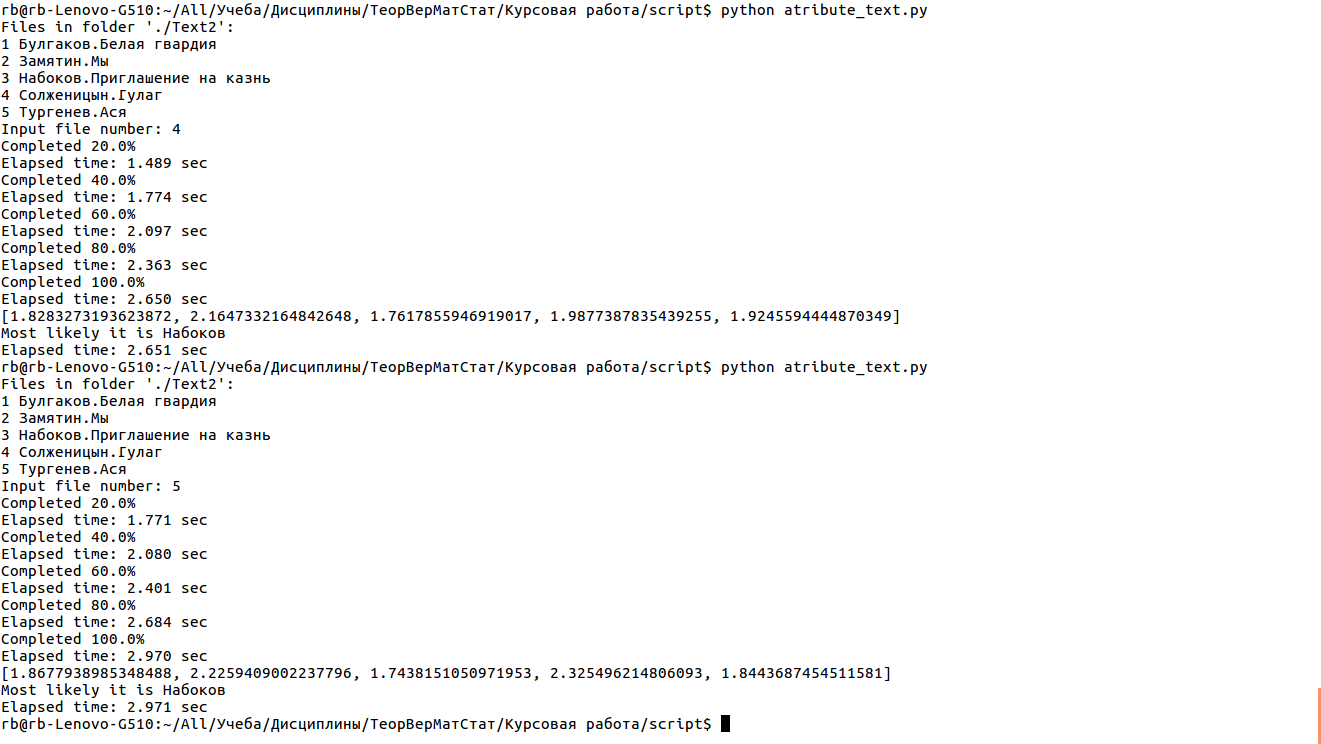 rb@rb-Lenovo-G510:~/All/Учеба/Дисциплины/ТеорВерМатСтат/Курсовая работа/script$ python atribute_text.py
Files in folder './Text2':
1 Булгаков.Белая гвардия
2 Замятин.Мы
3 Набоков.Приглашение на казнь
4 Солженицын.Гулаг
5 Тургенев.Ася
Input file number: 4
Completed 20.0%
Elapsed time: 1.489 sec
Completed 40.0%
Elapsed time: 1.774 sec
Completed 60.0%
Elapsed time: 2.097 sec
Completed 80.0%
Elapsed time: 2.363 sec
Completed 100.0%
Elapsed time: 2.650 sec
[1.8283273193623872, 2.1647332164842648, 1.7617855946919017, 1.9877387835439255, 1.9245594444870349]
Most likely it is Набоков
Elapsed time: 2.651 sec
rb@rb-Lenovo-G510:~/All/Учеба/Дисциплины/ТеорВерМатСтат/Курсовая работа/script$ python atribute_text.py
Files in folder './Text2':
1 Булгаков.Белая гвардия
2 Замятин.Мы
3 Набоков.Приглашение на казнь
4 Солженицын.Гулаг
5 Тургенев.Ася
Input file number: 5
Completed 20.0%
Elapsed time: 1.771 sec
Completed 40.0%
Elapsed time: 2.080 sec
Completed 60.0%
Elapsed time: 2.401 sec
Completed 80.0%
Elapsed time: 2.684 sec
Completed 100.0%
Elapsed time: 2.970 sec
[1.8677938985348488, 2.2259409002237796, 1.7438151050971953, 2.325496214806093, 1.8443687454511581]
Most likely it is Набоков
Elapsed time: 2.971 sec
rb@rb-Lenovo-G510:~/All/Учеба/Дисциплины/ТеорВерМатСтат/Курсовая работа/script$